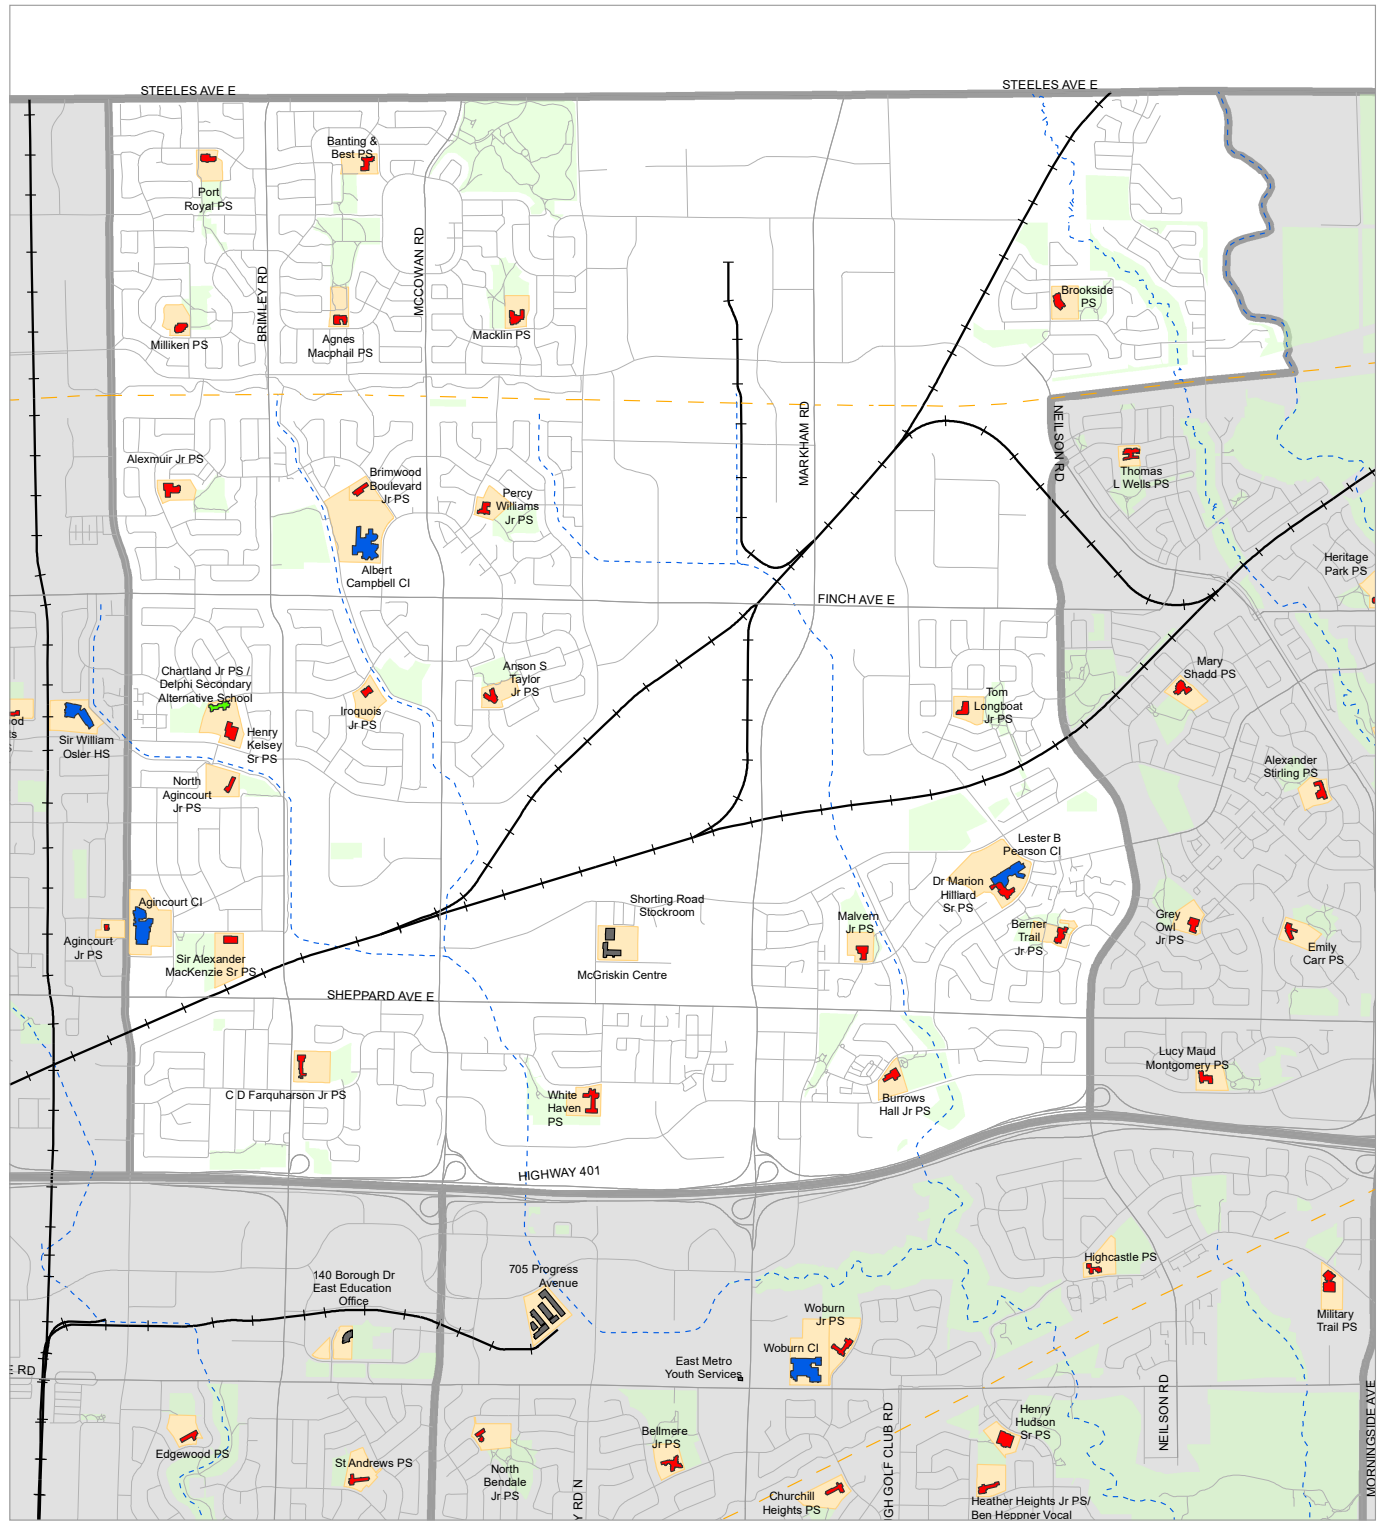 STEELES AVE E
STEELES AVE E
Banting &
Best PS
Port
Royal PS
BRIMLEY RD
MCCOWAN RD
Brookside
PS
Milliken PS
Agnes
Macphail PS
Macklin PS
MARKHAM RD
NEILSON RD
Alexmuir Jr PS
Brimwood
Boulevard
Jr PS
Percy
Williams
Jr PS
Thomas
L Wells PS
Albert
Campbell CI
Heritage
Park PS
FINCH AVE E
Chartland Jr PS /
Delphi Secondary
Alternative School
Anson S
Taylor
Jr PS
Mary
Shadd PS
Iroquois
Jr PS
Tom
Longboat
Jr PS
Sir William
Osler HS
Henry
Kelsey
Sr PS
North
Agincourt
Jr PS
Alexander
Stirling PS
Lester B
Pearson CI
Dr Marion
Hilliard
Sr PS
Agincourt CI
Shorting Road
Stockroom
Malvern
Jr PS
Berner
Trail
Jr PS
Grey
Owl
Jr PS
Emily
Carr PS
Agincourt
Jr PS
Sir Alexander
MacKenzie Sr PS
McGriskin Centre
SHEPPARD AVE E
Lucy Maud
Montgomery PS
C D Farquharson Jr PS
White
Haven
PS
Burrows
Hall Jr PS
HIGHWAY 401
Highcastle PS
140 Borough Dr
East Education
Office
705 Progress
Avenue
Woburn
Jr PS
Military
Trail PS
Woburn CI
East Metro
Youth Services
E RD
NEILSON RD
MORNINGSIDE AVE
GH GOLF CLUB RD
Henry
Hudson
Sr PS
Bellmere
Jr PS
Edgewood PS
St Andrews PS
North
Bendale
Jr PS
Y RD N
Churchill
Heights PS
Heather Heights Jr PS/
Ben Heppner Vocal